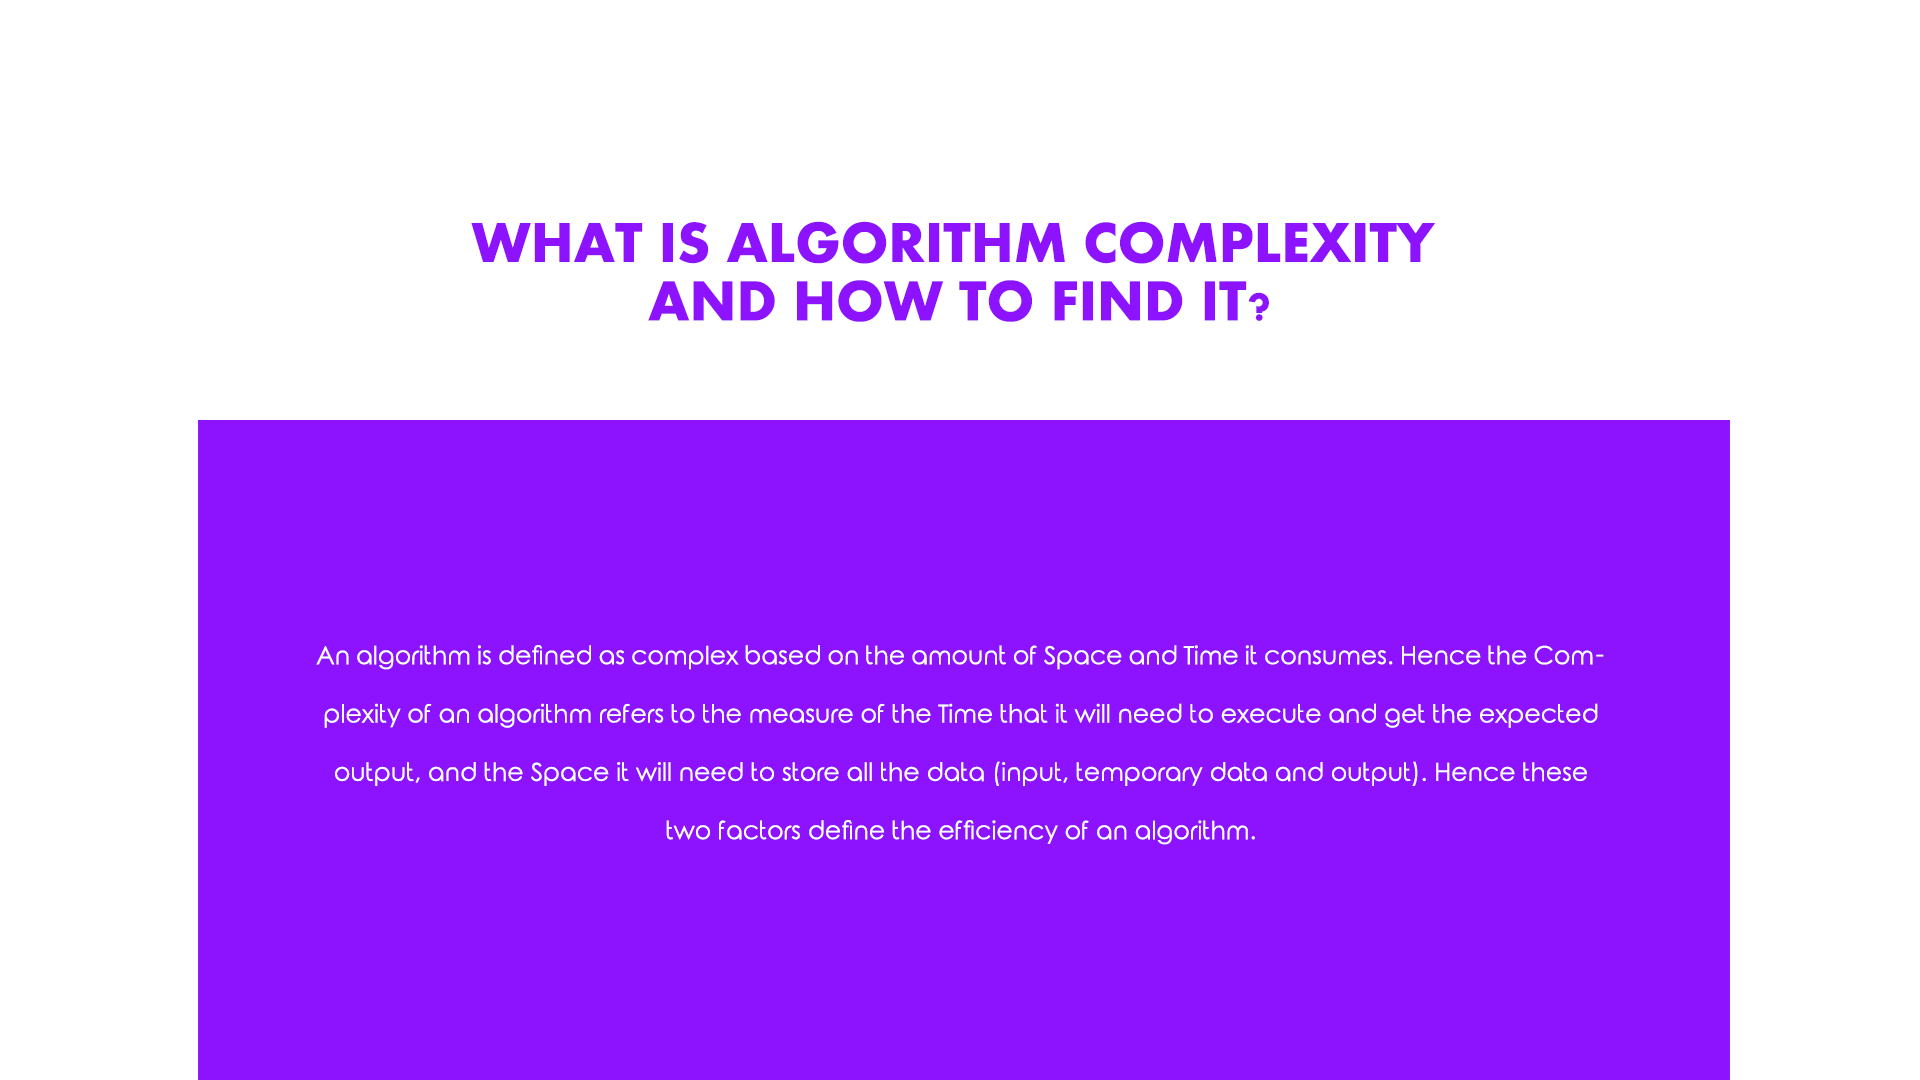 WHAT IS ALGORITHM COMPLEXITY
AND HOW TO FIND IT?
An algorithm is defined as complex based on the amount of Space and Time it consumes. Hence the Com-
plexity of an algorithm refers to the measure of the Time that it will need to execute and get the expected
output, and the Space it will need to store all the data (input, temporary data and output). Hence these
two factors define the efficiency of an algorithm.